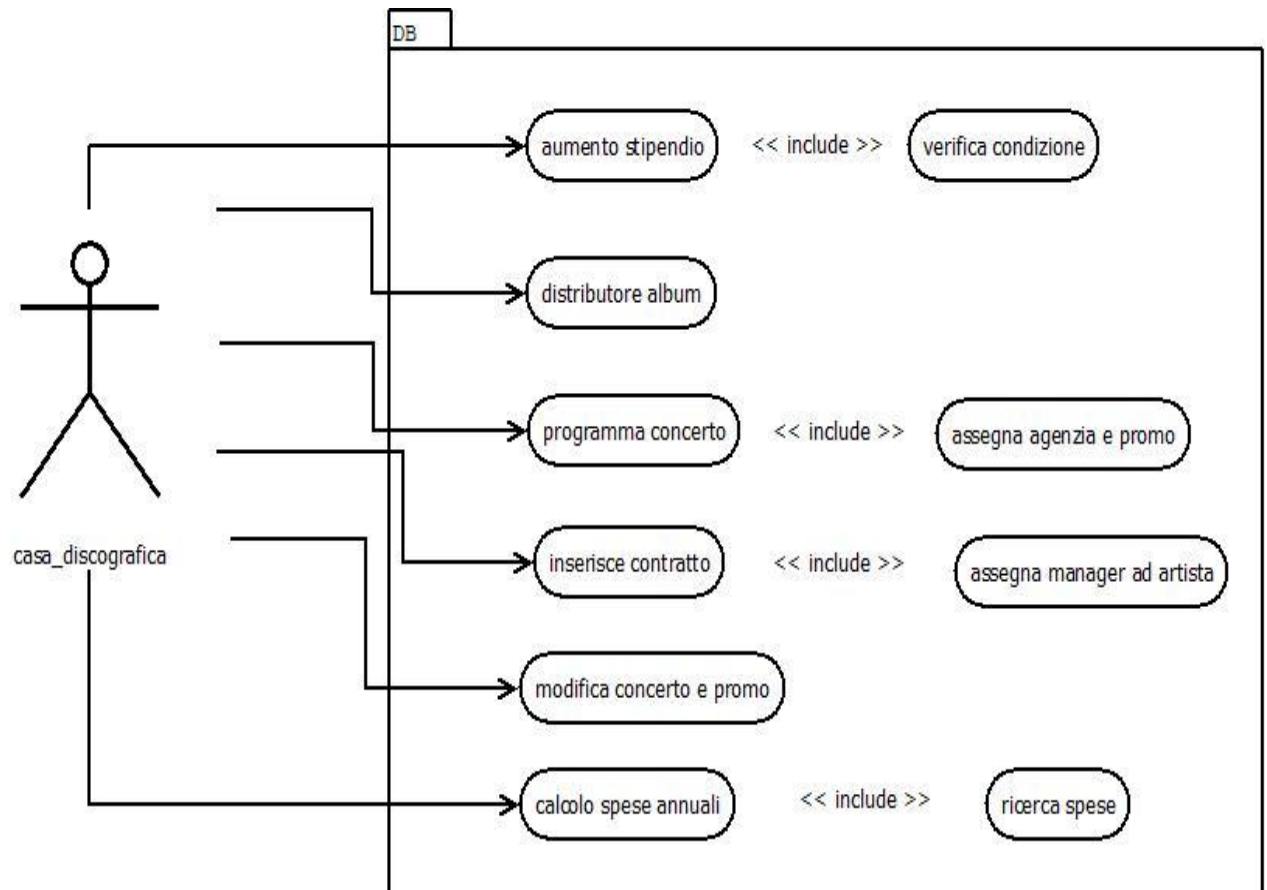 DB
aumento stipendio << include >> verifica condizione
distributore album
programma concerto << include >> assegna agenzia e promo
inserisce contratto << include >> assegna manager ad artista
casa_discografica
modifica concerto e promo
calcolo spese annuali << include >> ricerca spese